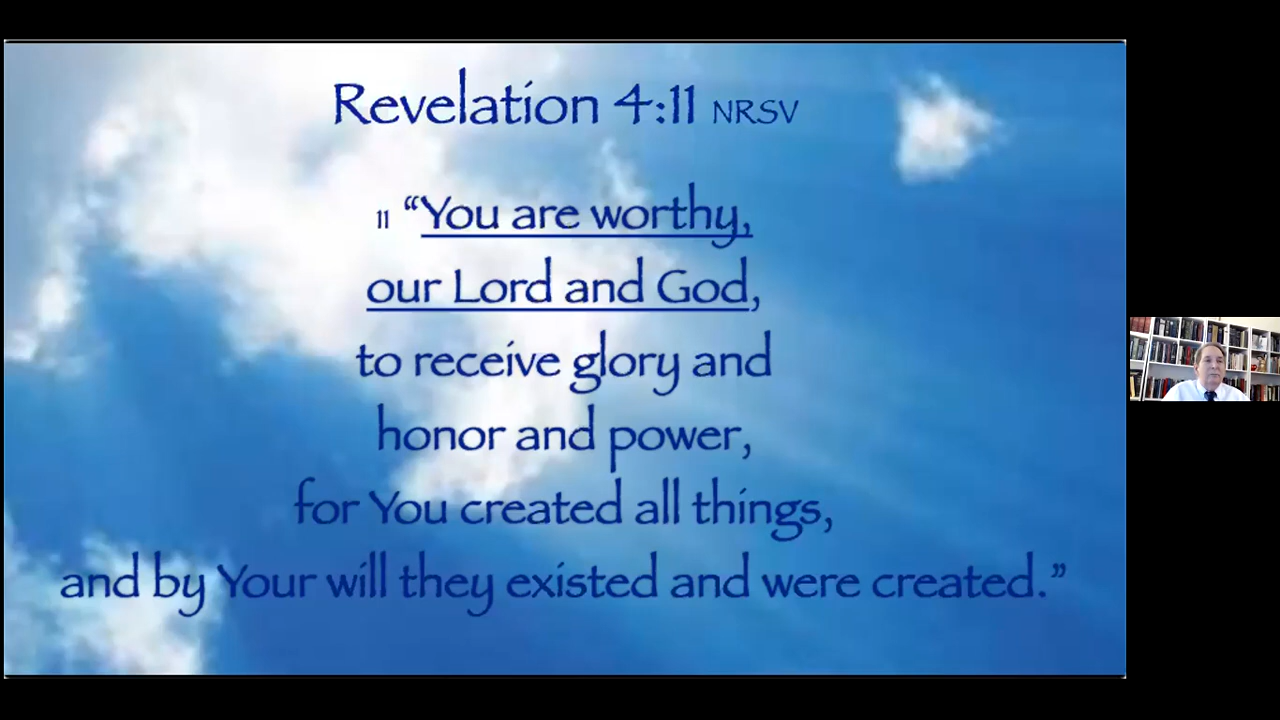 Revelation 4:11 NRSV
11 “You are worthy,
our Lord and God,
to receive glory and
honor and power,
for You created all things,
and by Your will they existed and were created.”